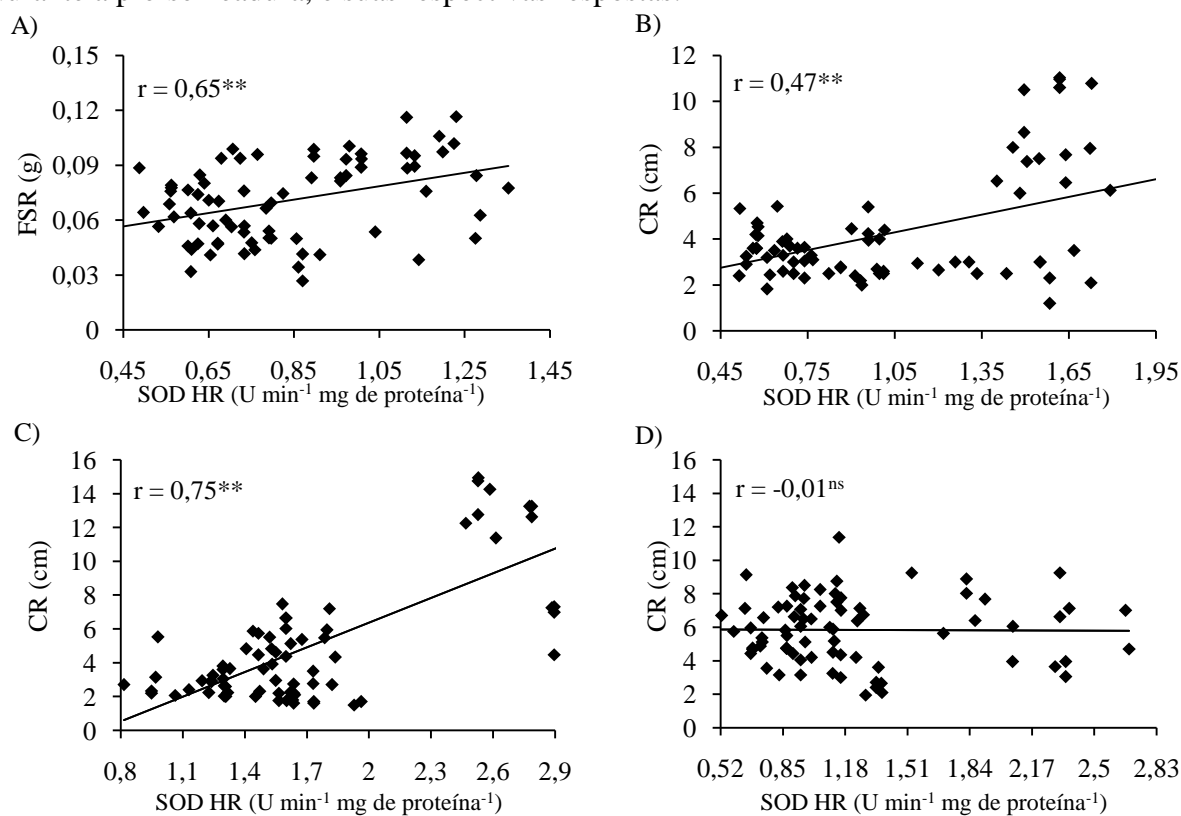 A)
0,15
0,12
0,09
0,06
0,03
0
FSR (g)
r = 0,65**
0,45 0,65 0,85 1,05 1,25 1,45
SOD HR (U min⁻¹ mg de proteína⁻¹)
B)
12
10
8
6
4
2
0
CR (cm)
r = 0,47**
0,45 0,75 1,05 1,35 1,65 1,95
SOD HR (U min⁻¹ mg de proteína⁻¹)
C)
16
14
12
10
8
6
4
2
0
CR (cm)
r = 0,75**
0,8 1,1 1,4 1,7 2 2,3 2,6 2,9
SOD HR (U min⁻¹ mg de proteína⁻¹)
D)
16
14
12
10
8
6
4
2
0
CR (cm)
r = -0,01ⁿˢ
0,52 0,85 1,18 1,51 1,84 2,17 2,5 2,83
SOD HR (U min⁻¹ mg de proteína⁻¹)